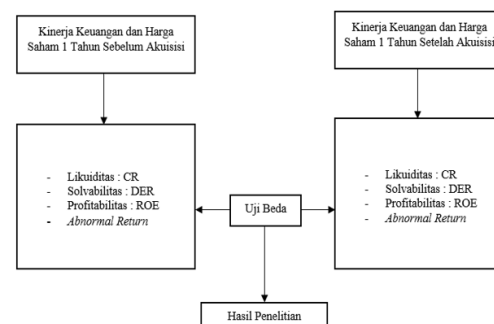 Kinerja Keuangan dan Harga
Saham 1 Tahun Sebelum Akuisisi
Kinerja Keuangan dan Harga
Saham 1 Tahun Setelah Akuisisi
- Likuiditas : CR
- Solvabilitas : DER
- Profitabilitas : ROE
- Abnormal Return
- Likuiditas : CR
- Solvabilitas : DER
- Profitabilitas : ROE
- Abnormal Return
Uji Beda
Hasil Penelitian